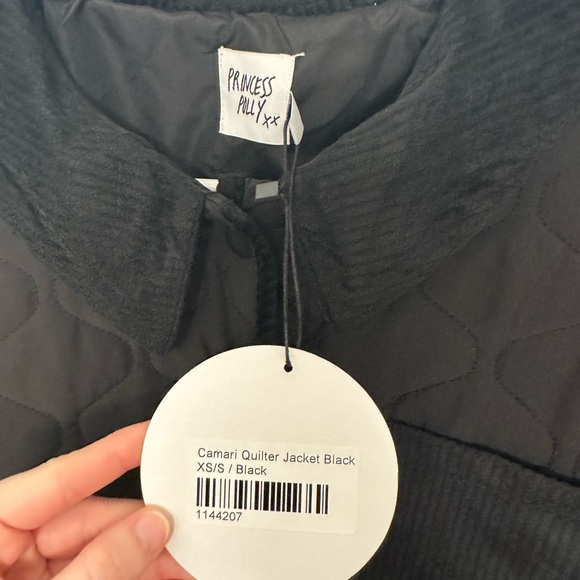 PRINCESS
POLLY xx
Camari Quilter Jacket Black
XS/S / Black
1144207